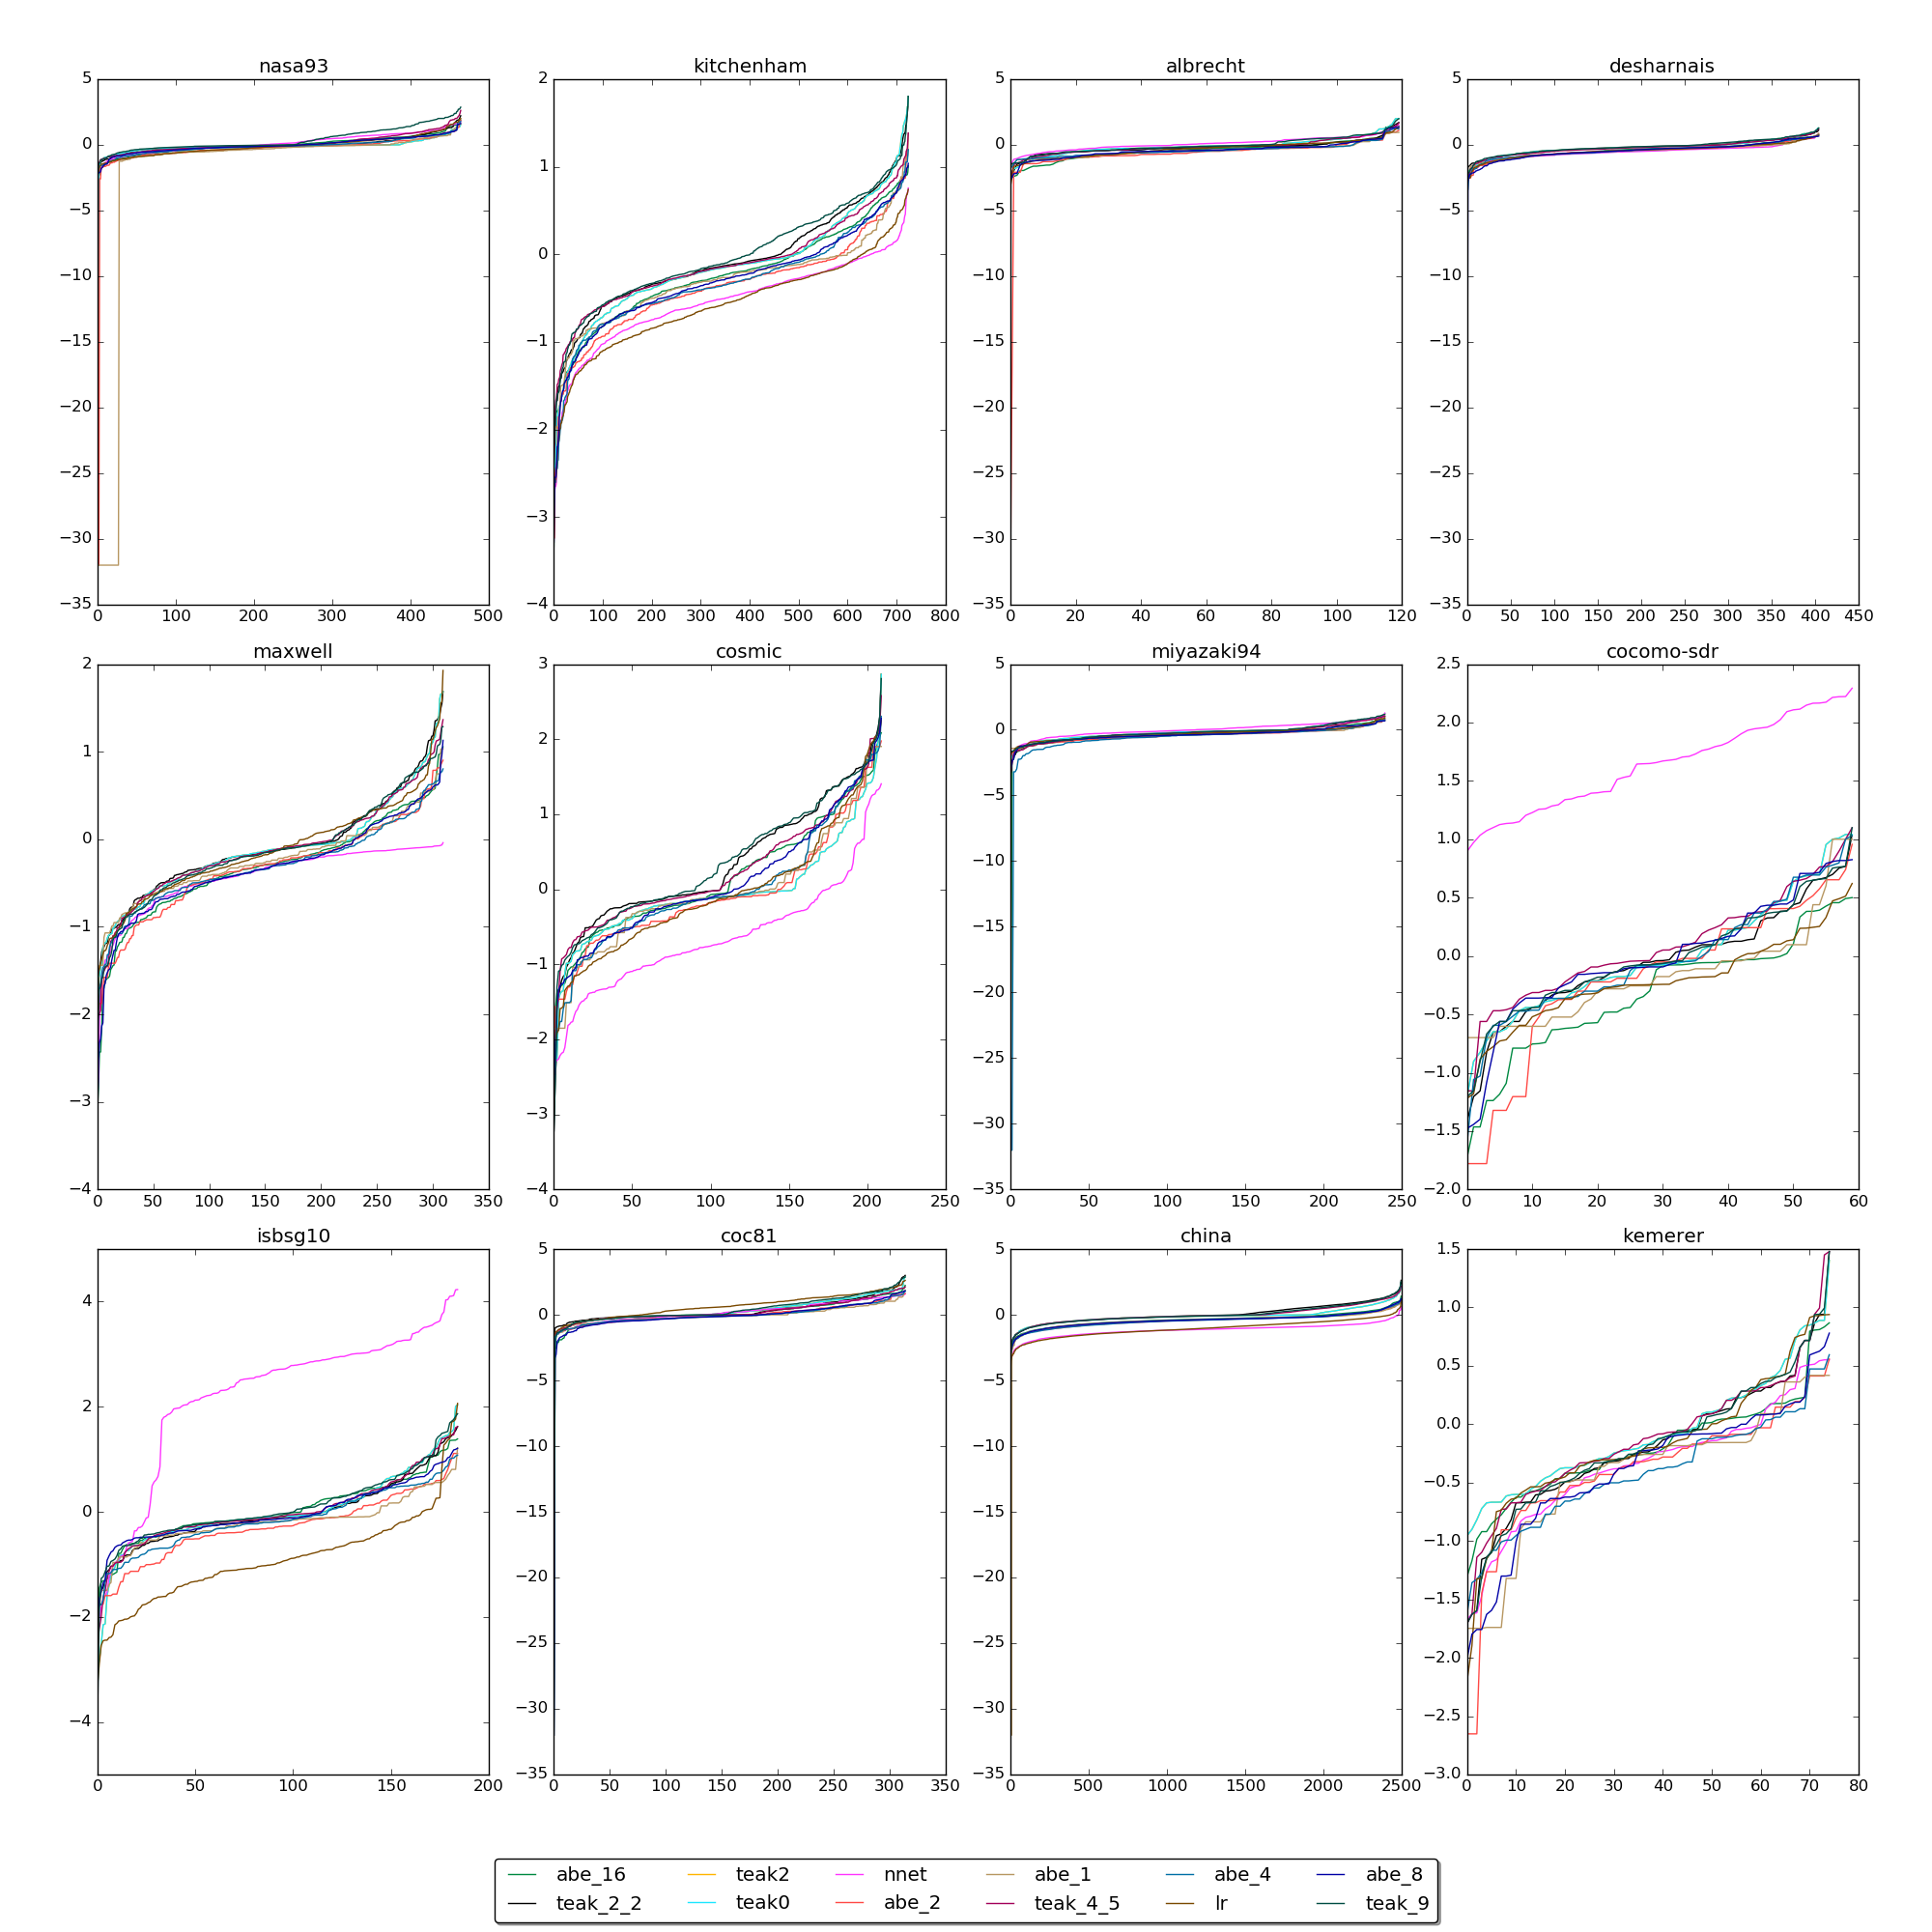 nasa93 kitchenham albrecht desharnais
5 2 5 5
0 1 0 0
−5 0 −5 −5
−10 −1 −10 −10
−15 −2 −15 −15
−20 −3 −20 −20
−25 −4 −25 −25
−30 −30 −30
−35 −35 −35
0 100 200 300 400 500 0 100 200 300 400 500 600 700 800 0 20 40 60 80 100 120 0 50 100 150 200 250 300 350 400 450
maxwell cosmic miyazaki94 cocomo-sdr
2 3 5 2.5
1 2 0 2.0
0 1 −5 1.5
−1 0 −10 1.0
−2 −1 −15 0.5
−3 −2 −20 0.0
−4 −3 −25 −0.5
−4 −30 −1.0
−35 −1.5
−2.0
0 50 100 150 200 250 300 350 0 50 100 150 200 250 0 50 100 150 200 250 0 10 20 30 40 50 60
isbsg10 coc81 china kemerer
4 5 5 1.5
2 0 0 1.0
0 −5 −5 0.5
−2 −10 −10 0.0
−4 −15 −15 −0.5
−20 −20 −1.0
−25 −25 −1.5
−30 −30 −2.0
−35 −35 −2.5
−3.0
0 50 100 150 200 0 50 100 150 200 250 300 350 0 500 1000 1500 2000 2500 0 10 20 30 40 50 60 70 80
abe_16 teak2 nnet abe_1 abe_4 abe_8
teak_2_2 teak0 abe_2 teak_4_5 lr teak_9